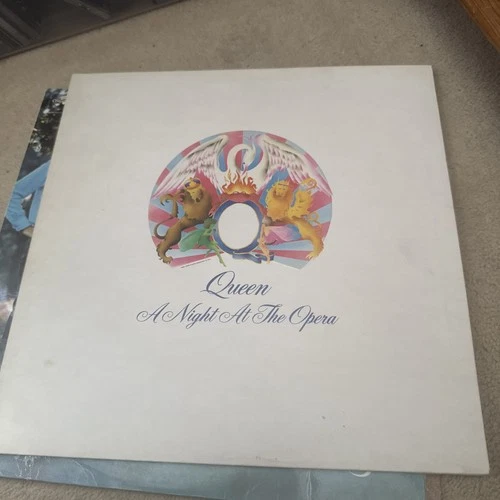 Queen
A Night At The Opera